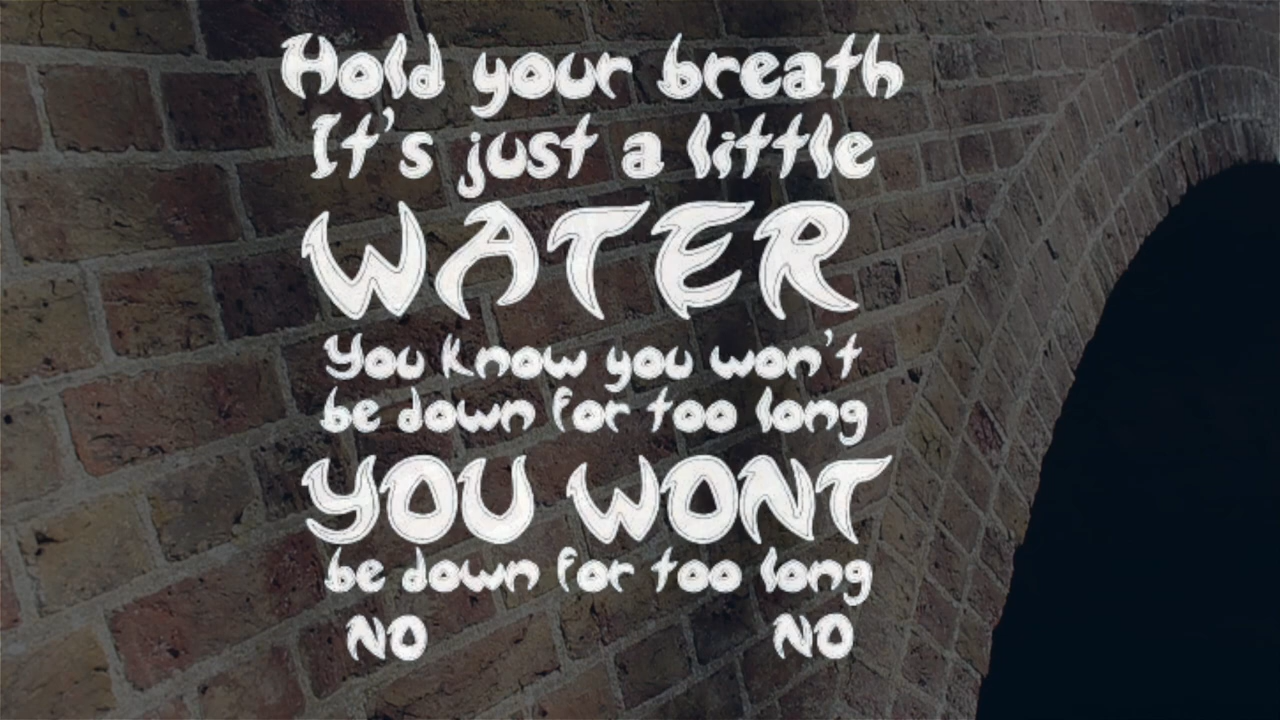 Hold your breath
It's just a little
WATER
You know you won't
be down for too long
YOU WONT
be down for too long
NO NO